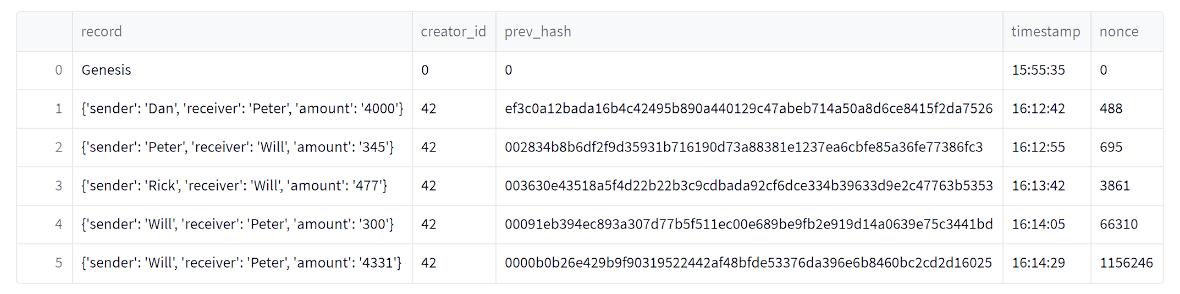 record creator_id prev_hash timestamp nonce
0 Genesis 0 0 15:55:35 0
1 {'sender': 'Dan', 'receiver': 'Peter', 'amount': '4000'} 42 ef3c0a12bada16b4c42495b890a440129c47abeb714a50a8d6ce8415f2da7526 16:12:42 488
2 {'sender': 'Peter', 'receiver': 'Will', 'amount': '345'} 42 002834b8b6df2f9d35931b716190d73a88381e1237ea6cbfe85a36fe77386fc3 16:12:55 695
3 {'sender': 'Rick', 'receiver': 'Will', 'amount': '477'} 42 003630e43518a5f4d22b22b3c9cdbada92cf6dce334b39633d9e2c47763b5353 16:13:42 3861
4 {'sender': 'Will', 'receiver': 'Peter', 'amount': '300'} 42 00091eb394ec893a307d77b5f511ec00e689be9fb2e919d14a0639e75c3441bd 16:14:05 66310
5 {'sender': 'Will', 'receiver': 'Peter', 'amount': '4331'} 42 0000b0b26e429b9f90319522442af48bfde53376da396e6b8460bc2cd2d16025 16:14:29 1156246